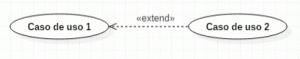 «extend»
Caso de uso 1
Caso de uso 2